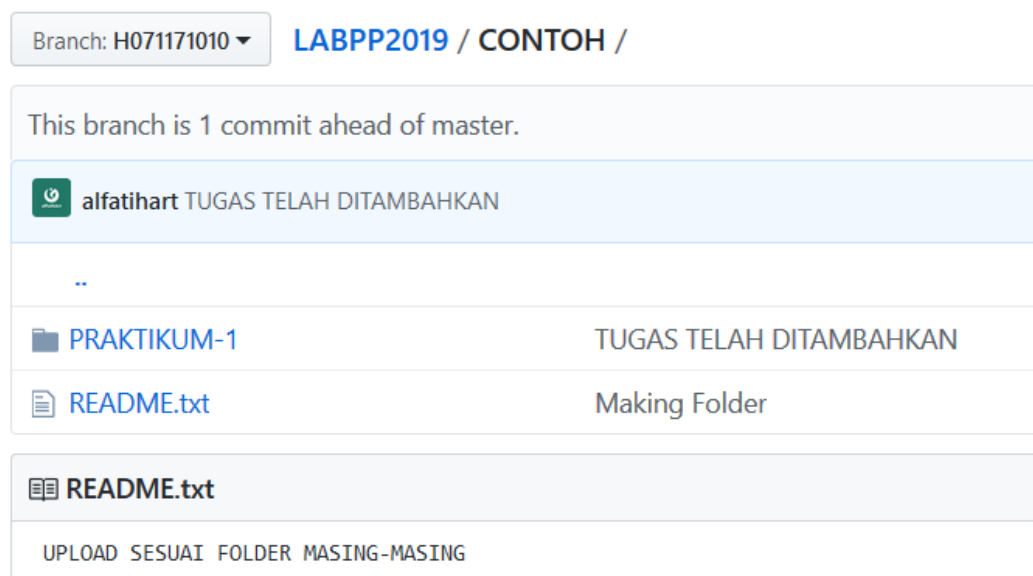 Branch: H071171010 LABPP2019 / CONTOH /
This branch is 1 commit ahead of master.
alfatihart TUGAS TELAH DITAMBAHKAN
..
PRAKTIKUM-1 TUGAS TELAH DITAMBAHKAN
README.txt Making Folder
README.txt
UPLOAD SESUAI FOLDER MASING-MASING